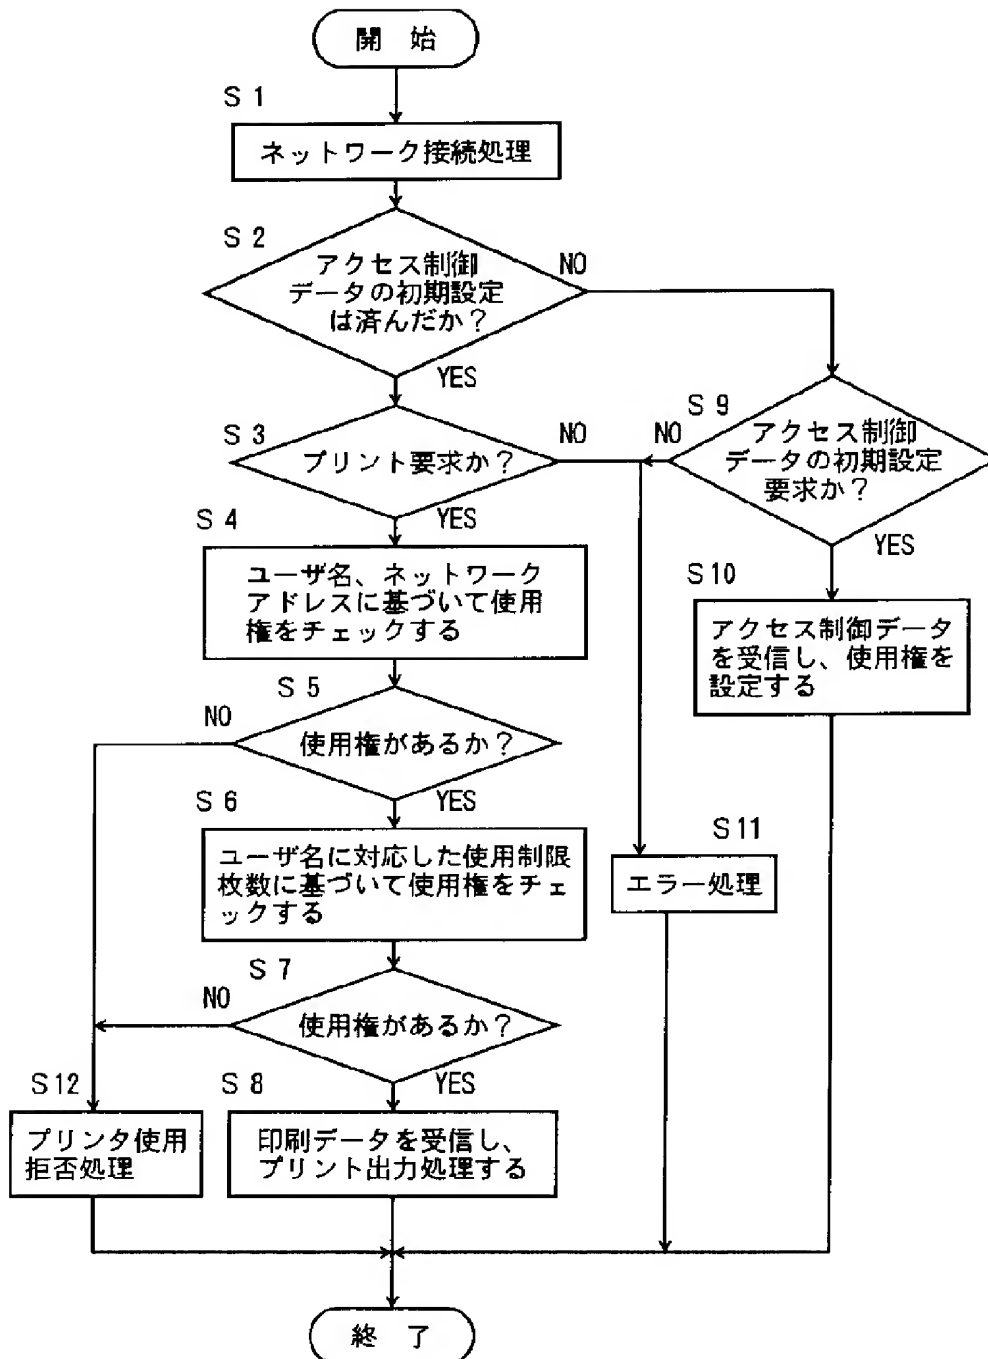 開 始
S 1
ネットワーク接続処理
S 2
アクセス制御
データの初期設定
は済んだか？
NO
YES
S 3
プリント要求か？
NO
YES
S 9
アクセス制御
データの初期設定
要求か？
NO
YES
S 4
ユーザ名、ネットワーク
アドレスに基づいて使用
権をチェックする
S 10
アクセス制御データ
を受信し、使用権を
設定する
S 5
使用権があるか？
NO
YES
S 6
ユーザ名に対応した使用制限
枚数に基づいて使用権をチェ
ックする
S 11
エラー処理
S 7
使用権があるか？
NO
YES
S 12
プリンタ使用
拒否処理
S 8
印刷データを受信し、
プリント出力処理する
終 了